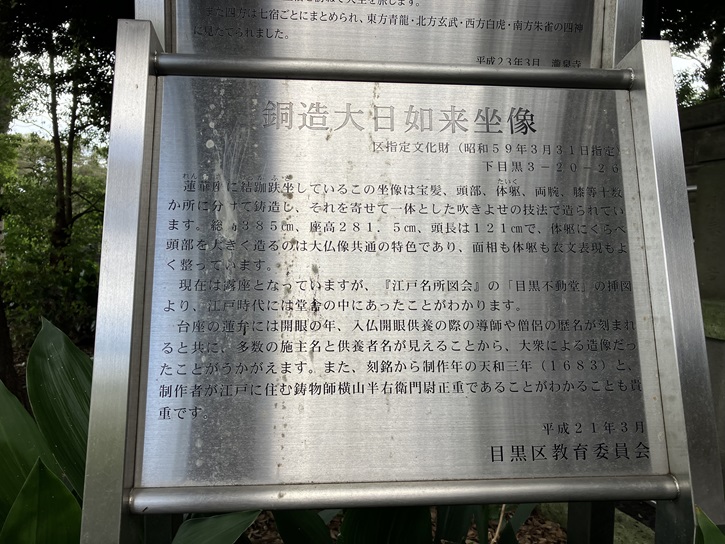 また四方は七宿ごとにまとめられ、東方青龍・北方玄武・西方白虎・南方朱雀の四神
に見たてられました。
平成23年3月 瀧泉寺
銅造大日如来坐像
区指定文化財（昭和59年3月31日指定）
下目黒3－20－26
蓮華座に結跏趺坐しているこの坐像は宝髪、頭部、体躯、両腕、膝等十数
か所に分けて鋳造し、それを寄せて一体とした吹きよせの技法で造られてい
ます。総高385㎝、座高281．5㎝、頭長は121㎝で、体躯にくらべ
頭部を大きく造るのは大仏像共通の特色であり、面相も体躯も衣文表現もよ
く整っています。
現在は露座となっていますが、『江戸名所図会』の「目黒不動堂」の挿図
より、江戸時代には堂舎の中にあったことがわかります。
台座の蓮弁には開眼の年、入仏開眼供養の際の導師や僧侶の歴名が刻まれ
ると共に、多数の施主名と供養者名が見えることから、大衆による造像だっ
たことがうかがえます。また、刻銘から制作年の天和三年（1683）と、
制作者が江戸に住む鋳物師横山半右衛門尉正重であることがわかることも貴
重です。
平成21年3月
目黒区教育委員会